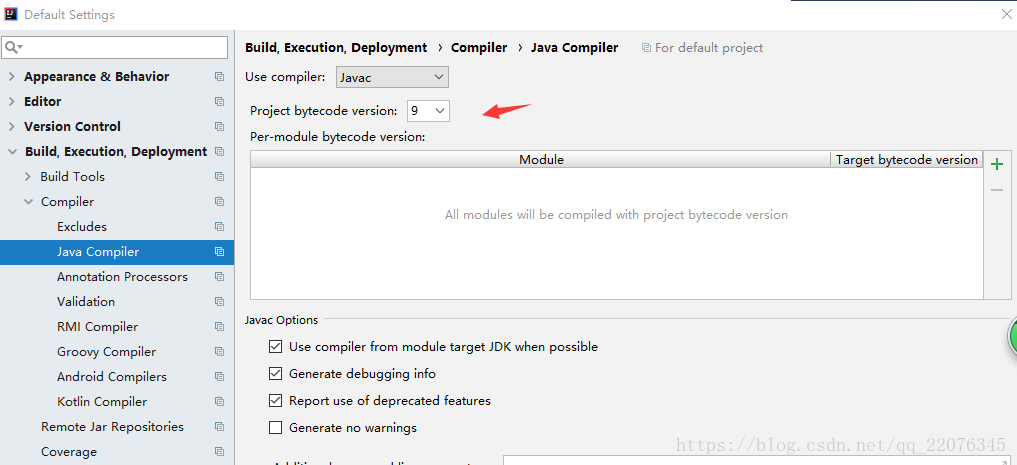 Default Settings
Build, Execution, Deployment › Compiler › Java Compiler For default project
Appearance & Behavior
Editor
Version Control
Build, Execution, Deployment
Build Tools
Compiler
Excludes
Java Compiler
Annotation Processors
Validation
RMI Compiler
Groovy Compiler
Android Compilers
Kotlin Compiler
Remote Jar Repositories
Coverage
Use compiler: Javac
Project bytecode version: 9
Per-module bytecode version:
Module Target bytecode version
All modules will be compiled with project bytecode version
Javac Options
Use compiler from module target JDK when possible
Generate debugging info
Report use of deprecated features
Generate no warnings
https://blog.csdn.net/qq_22076345